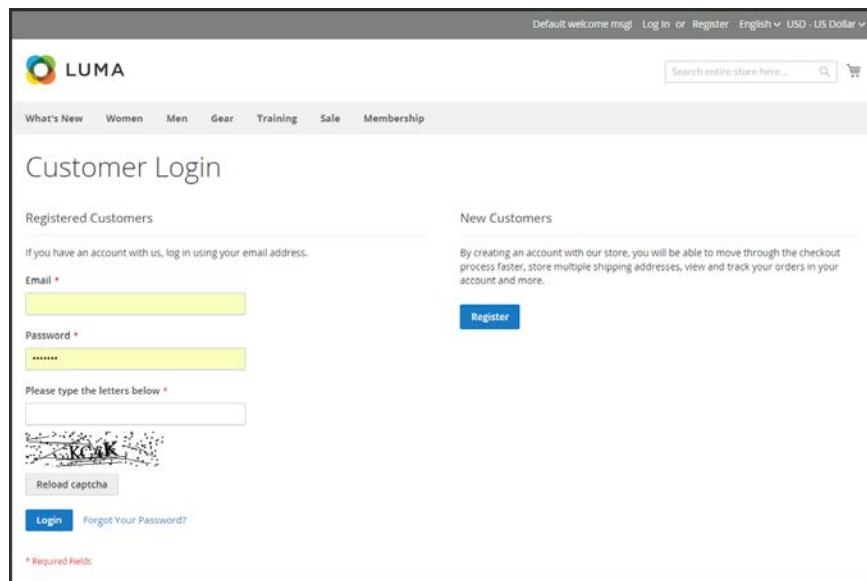 Default welcome msg! Log In or Register English USD - US Dollar
LUMA
Search entire store here...
What's New Women Men Gear Training Sale Membership
Customer Login
Registered Customers
If you have an account with us, log in using your email address.
Email *
Password *
Please type the letters below *
Reload captcha
Login Forgot Your Password?
* Required Fields
New Customers
By creating an account with our store, you will be able to move through the checkout
process faster, store multiple shipping addresses, view and track your orders in your
account and more.
Register